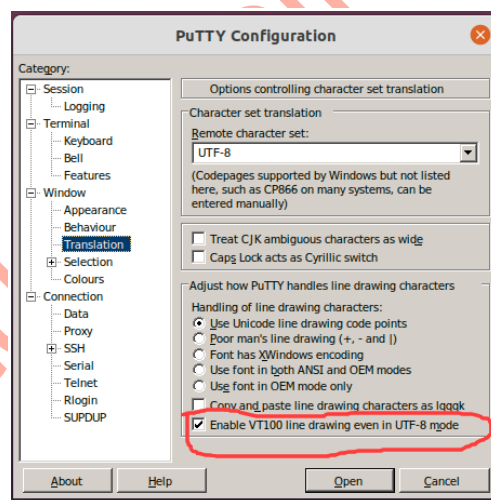 PuTTY Configuration
Category:
Session
Logging
Terminal
Keyboard
Bell
Features
Window
Appearance
Behaviour
Translation
Selection
Colours
Connection
Data
Proxy
SSH
Serial
Telnet
Rlogin
SUPDUP
Options controlling character set translation
Character set translation
Remote character set:
UTF-8
(Codepages supported by Windows but not listed
here, such as CP866 on many systems, can be
entered manually)
Treat CJK ambiguous characters as wide
Caps Lock acts as Cyrillic switch
Adjust how PuTTY handles line drawing characters
Handling of line drawing characters:
Use Unicode line drawing code points
Poor man's line drawing (+, - and |)
Font has XWindows encoding
Use font in both ANSI and OEM modes
Use font in OEM mode only
Copy and paste line drawing characters as lqqqk
Enable VT100 line drawing even in UTF-8 mode
About
Help
Open
Cancel